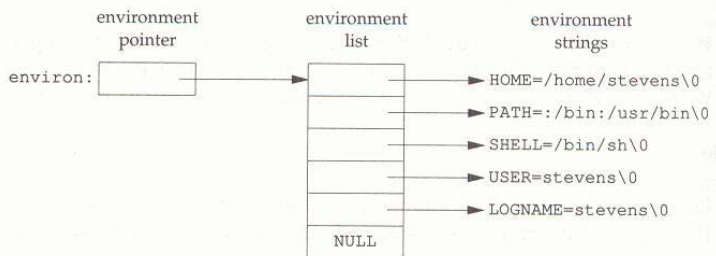 environment pointer
environment list
environment strings
environ:
HOME=/home/stevens\0
PATH=:/bin:/usr/bin\0
SHELL=/bin/sh\0
USER=stevens\0
LOGNAME=stevens\0
NULL